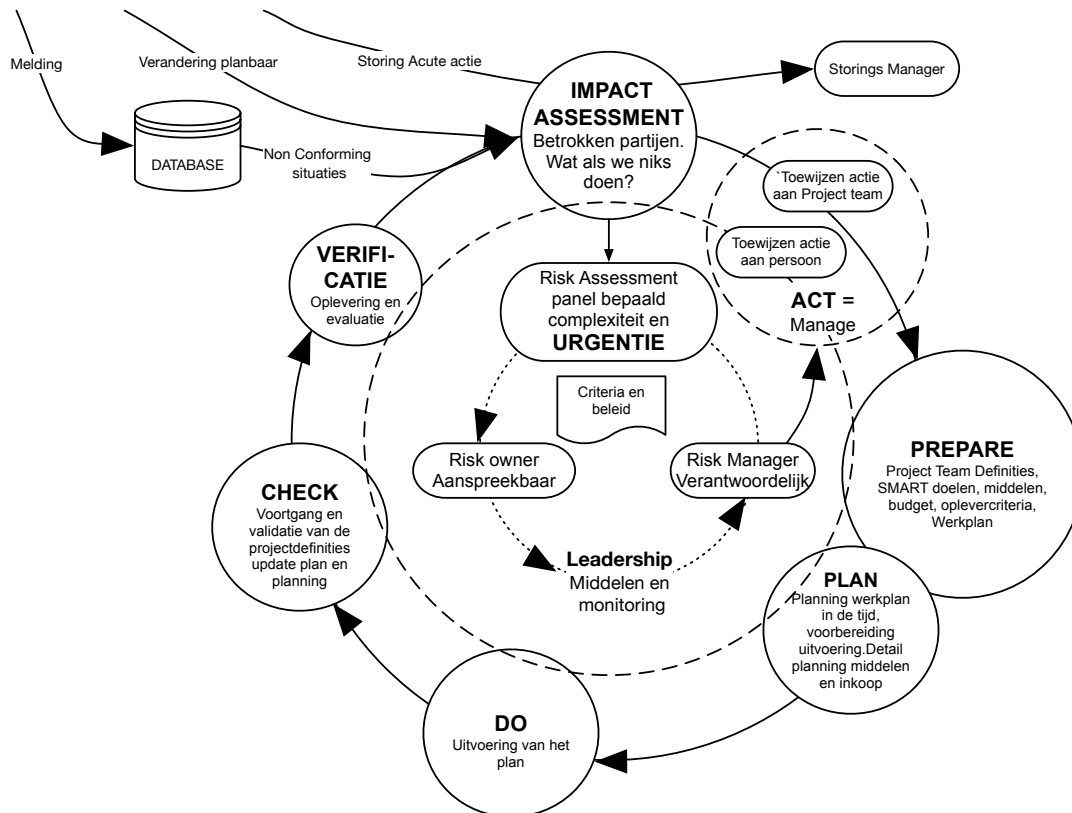 Melding
Verandering planbaar
Storing Acute actie
DATABASE
Non Conforming
situaties
IMPACT
ASSESSMENT
Betrokken partijen.
Wat als we niks
doen?
Storings Manager
`Toewijzen actie
aan Project team
Toewijzen actie
aan persoon
ACT =
Manage
VERIFI-
CATIE
Oplevering en
evaluatie
Risk Assessment
panel bepaald
complexiteit en
URGENTIE
Criteria en
beleid
Risk owner
Aanspreekbaar
Risk Manager
Verantwoordelijk
Leadership
Middelen en
monitoring
PREPARE
Project Team Definities,
SMART doelen, middelen,
budget, oplevercriteria,
Werkplan
PLAN
Planning werkplan
in de tijd,
voorbereiding
uitvoering.Detail
planning middelen
en inkoop
DO
Uitvoering van het
plan
CHECK
Voortgang en
validatie van de
projectdefinities
update plan en
planning